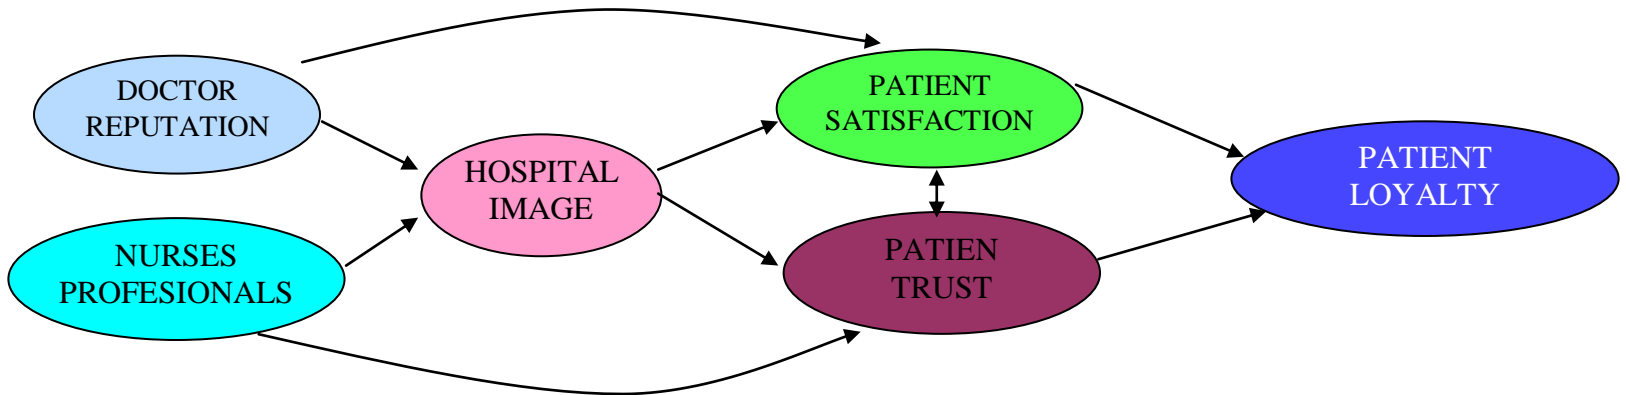 DOCTOR
REPUTATION
NURSES
PROFESIONALS
HOSPITAL
IMAGE
PATIENT
SATISFACTION
PATIEN
TRUST
PATIENT
LOYALTY